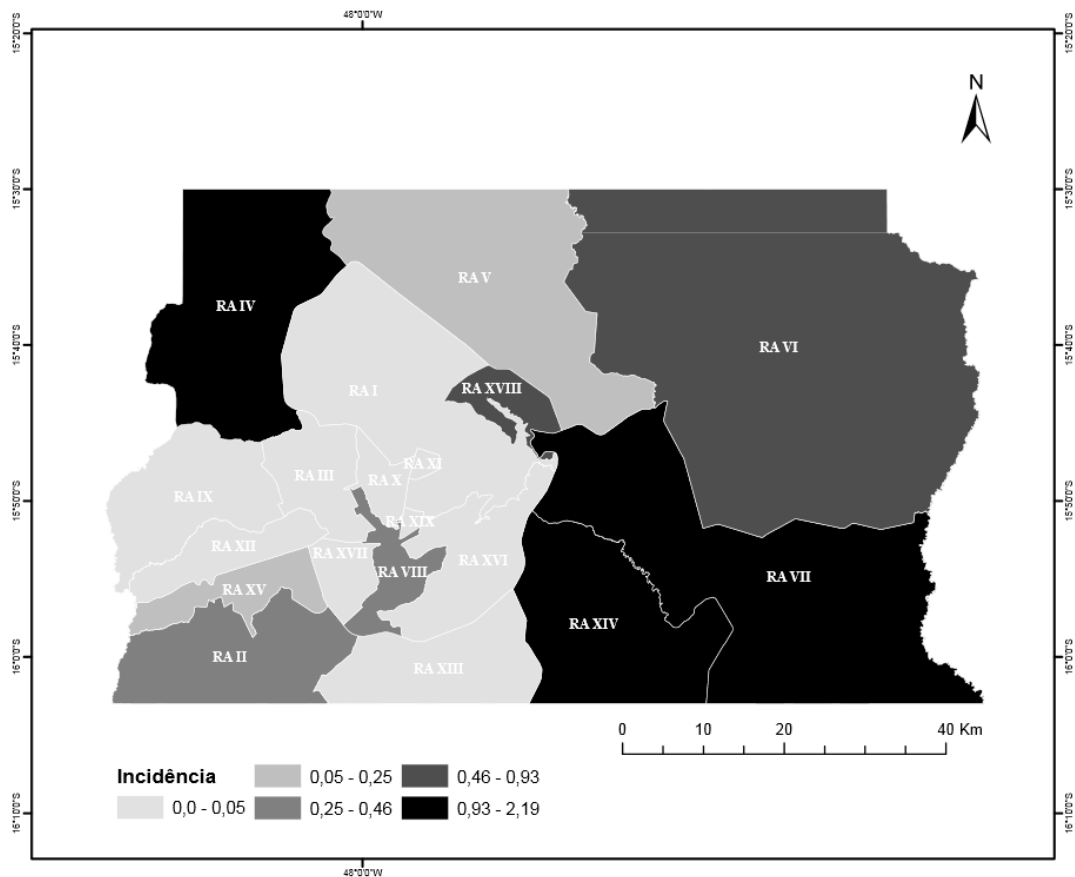 48°0'0"W
15°20'0"S
15°20'0"S
N
15°30'0"S
15°30'0"S
RA V
RA IV
15°40'0"S
RA VI
15°40'0"S
RA XVIII
RA I
RA XI
RA III
RA X
RA IX
15°50'0"S
15°50'0"S
RA XIX
RA XII
RA XVII
RA XVI
RA VIII
RA VII
RA XV
RA XIV
RA II
16°0'0"S
16°0'0"S
RA XIII
0 10 20 40 Km
Incidência 0,05 - 0,25 0,46 - 0,93
0,0 - 0,05 0,25 - 0,46 0,93 - 2,19
16°10'0"S
16°10'0"S
48°0'0"W